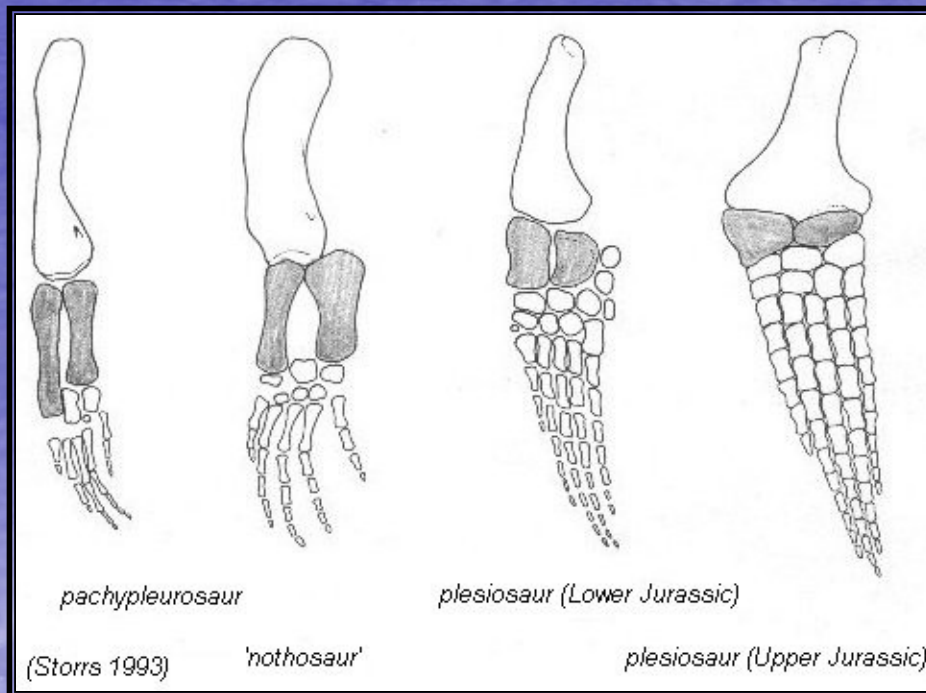 pachypleurosaur
plesiosaur (Lower Jurassic)
(Storrs 1993)
'nothosaur'
plesiosaur (Upper Jurassic)